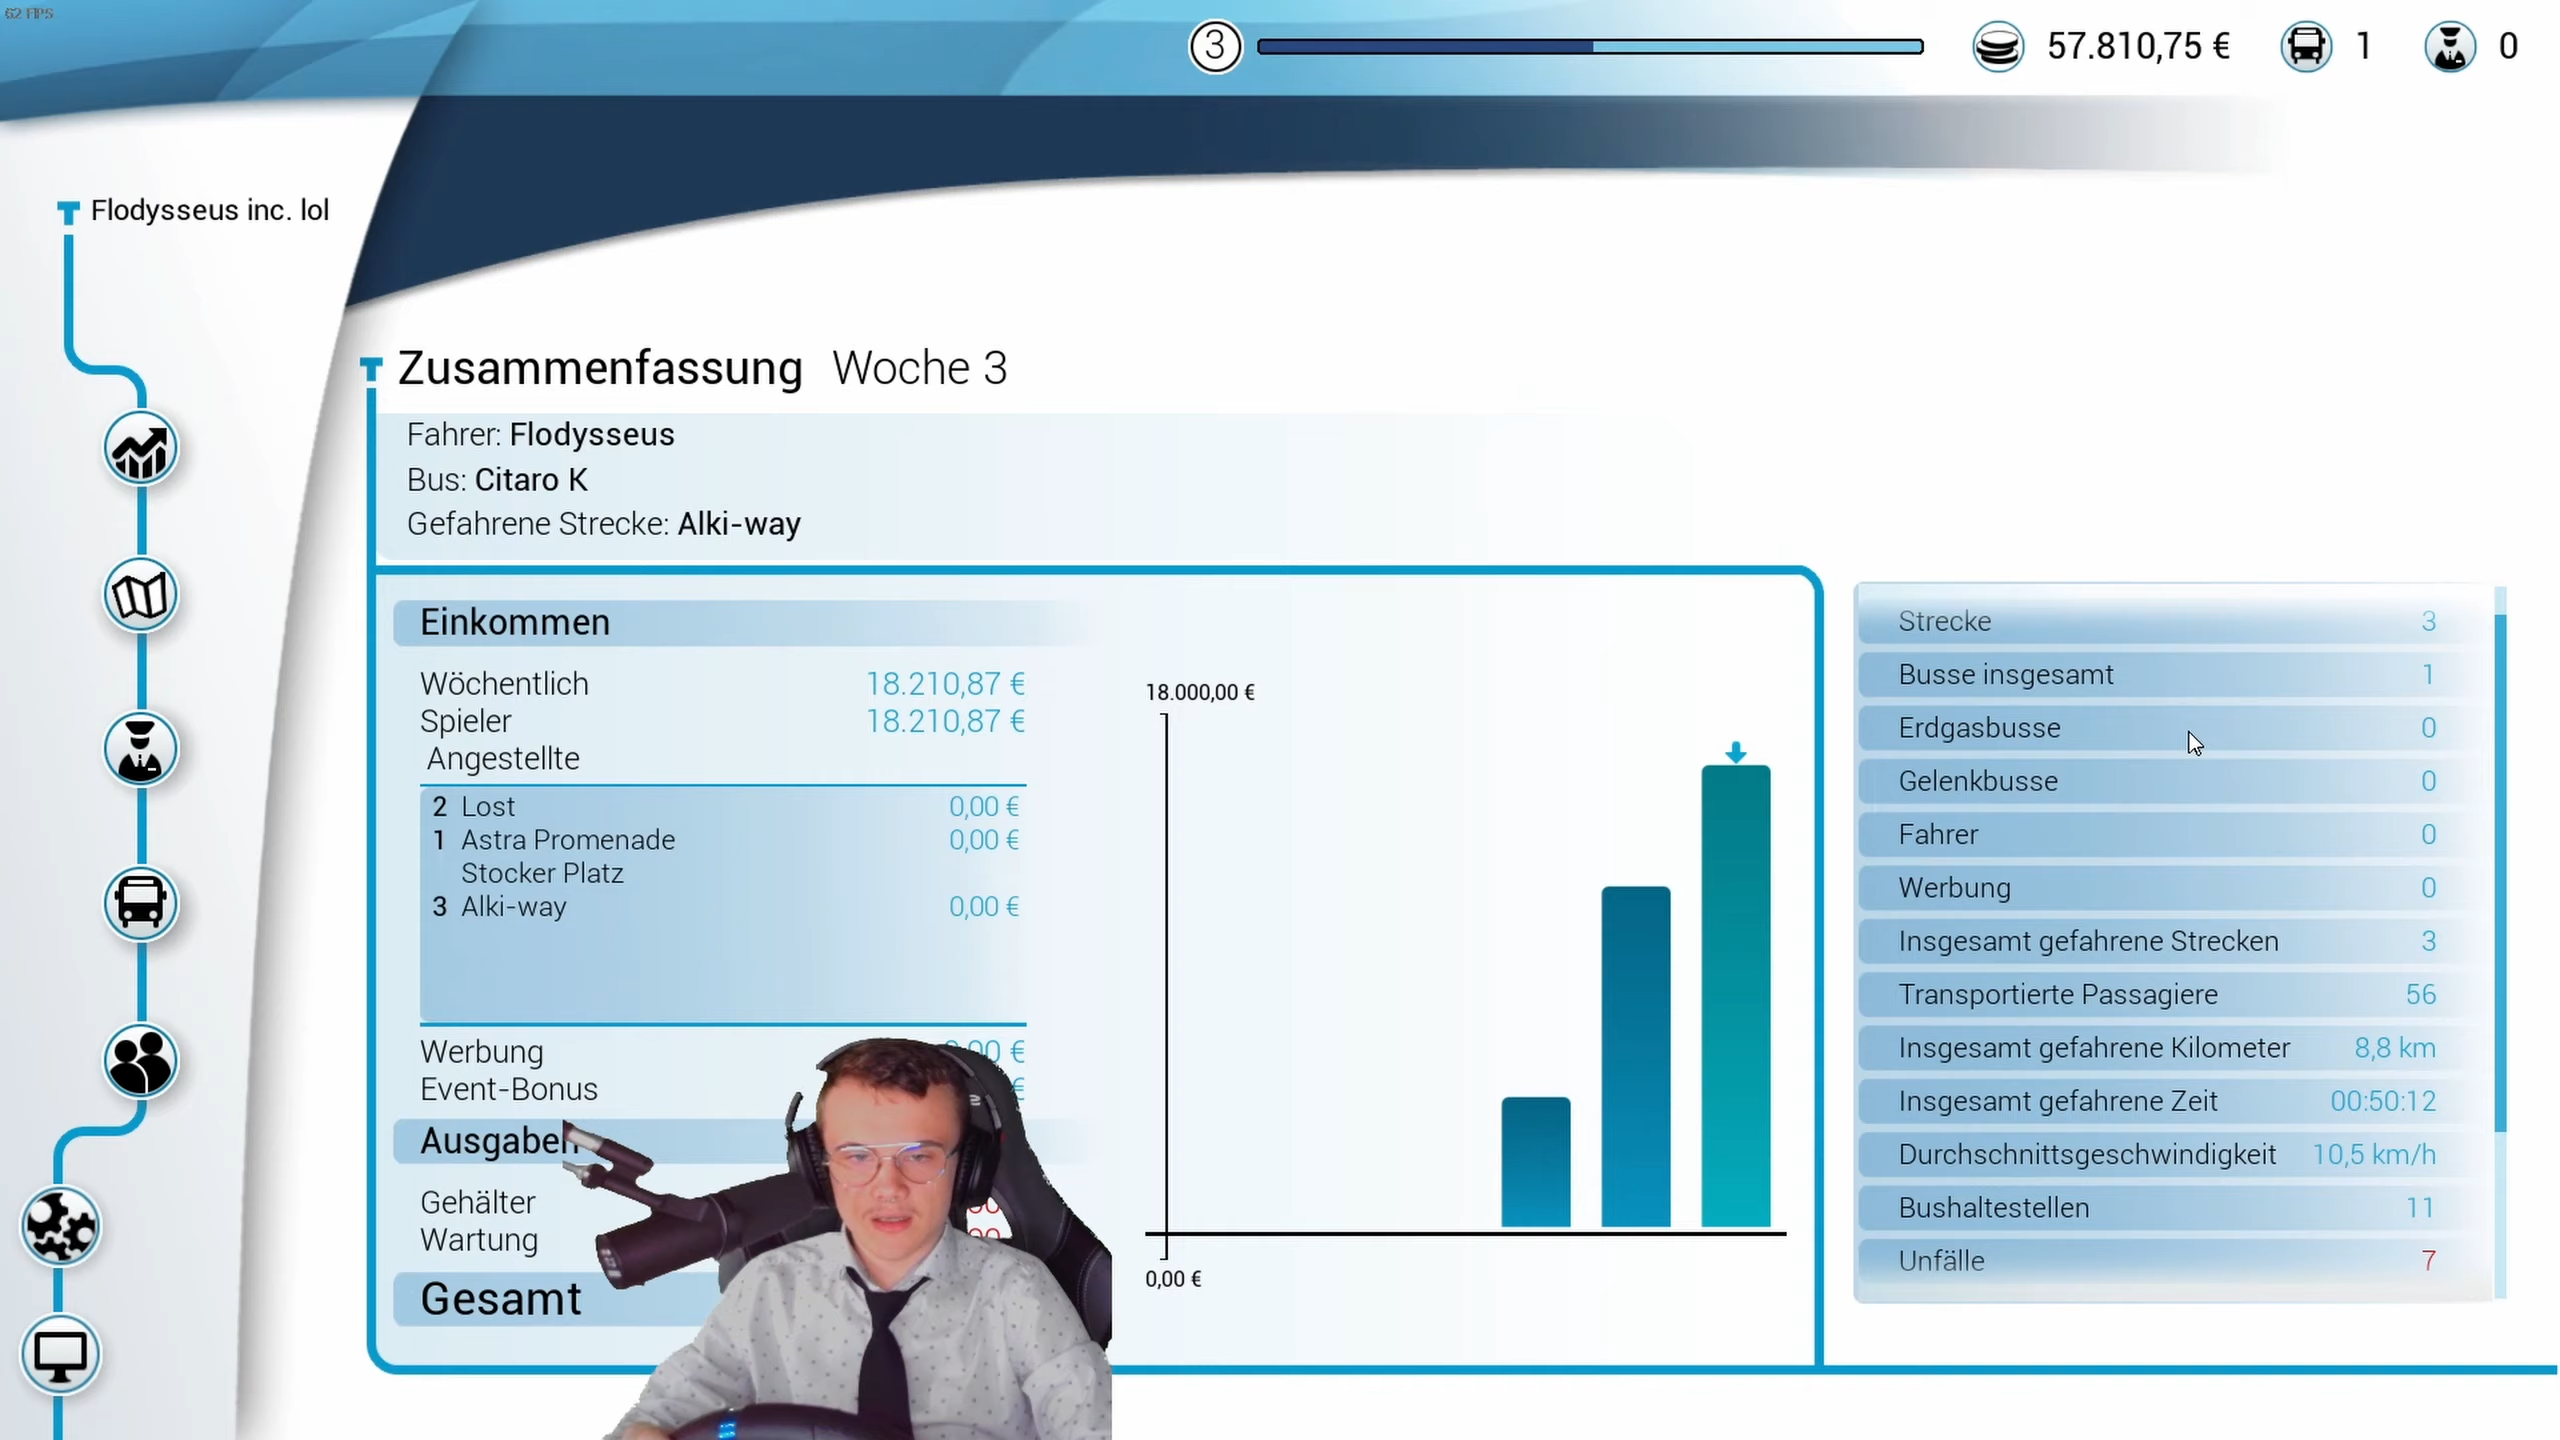 62 FPS
3
57.810,75 €
1
0
Flodysseus inc. lol
Zusammenfassung Woche 3
Fahrer: Flodysseus
Bus: Citaro K
Gefahrene Strecke: Alki-way
Einkommen
Wöchentlich 18.210,87 €
Spieler 18.210,87 €
Angestellte
2 Lost 0,00 €
1 Astra Promenade 0,00 €
Stocker Platz
3 Alki-way 0,00 €
Werbung €
Event-Bonus
Ausgaben
Gehälter
Wartung
Gesamt
18.000,00 €
0,00 €
Strecke 3
Busse insgesamt 1
Erdgasbusse 0
Gelenkbusse 0
Fahrer 0
Werbung 0
Insgesamt gefahrene Strecken 3
Transportierte Passagiere 56
Insgesamt gefahrene Kilometer 8,8 km
Insgesamt gefahrene Zeit 00:50:12
Durchschnittsgeschwindigkeit 10,5 km/h
Bushaltestellen 11
Unfälle 7